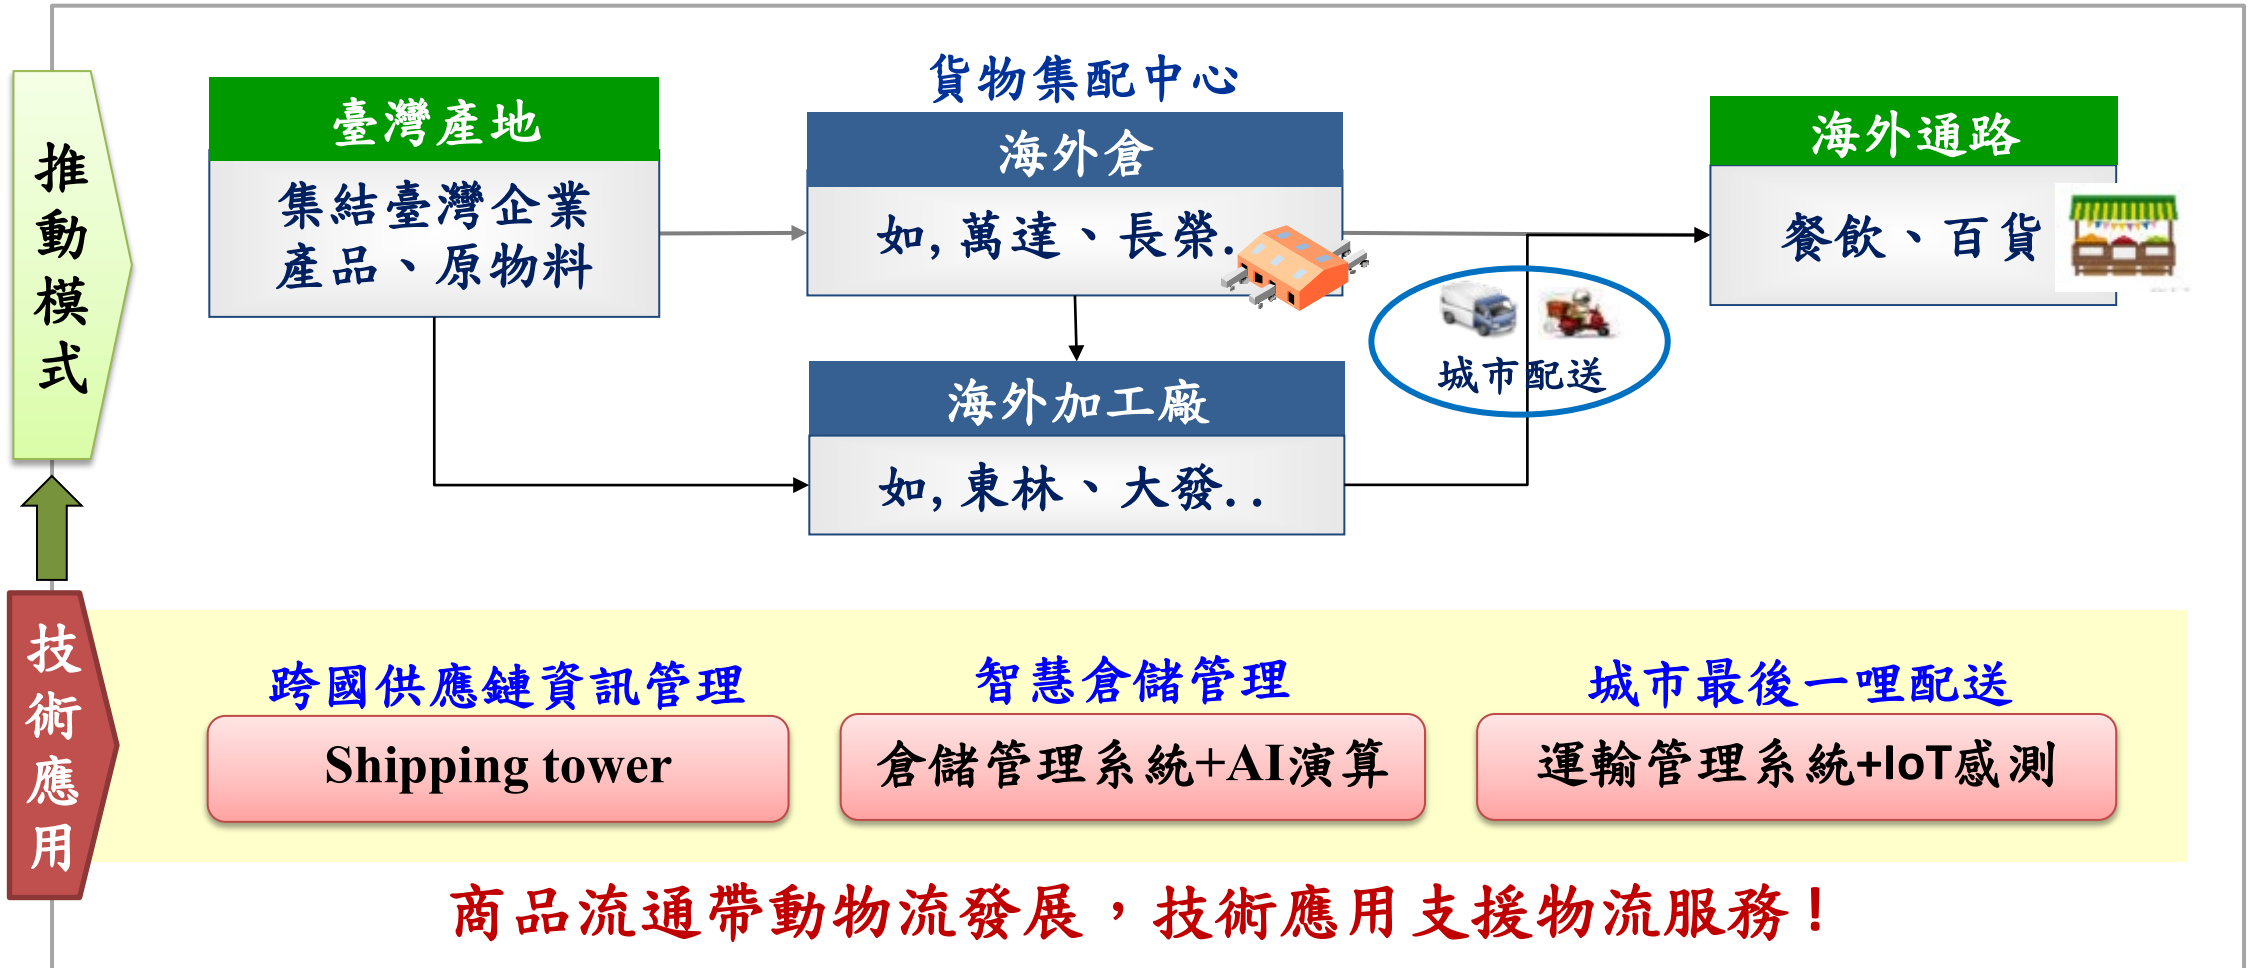 推動模式
貨物集配中心
臺灣產地
集結臺灣企業
產品、原物料
海外倉
如,萬達、長榮.
海外通路
餐飲、百貨
城市配送
海外加工廠
如,東林、大發..
技術應用
跨國供應鏈資訊管理
Shipping tower
智慧倉儲管理
倉儲管理系統+AI演算
城市最後一哩配送
運輸管理系統+IoT感測
商品流通帶動物流發展，技術應用支援物流服務!